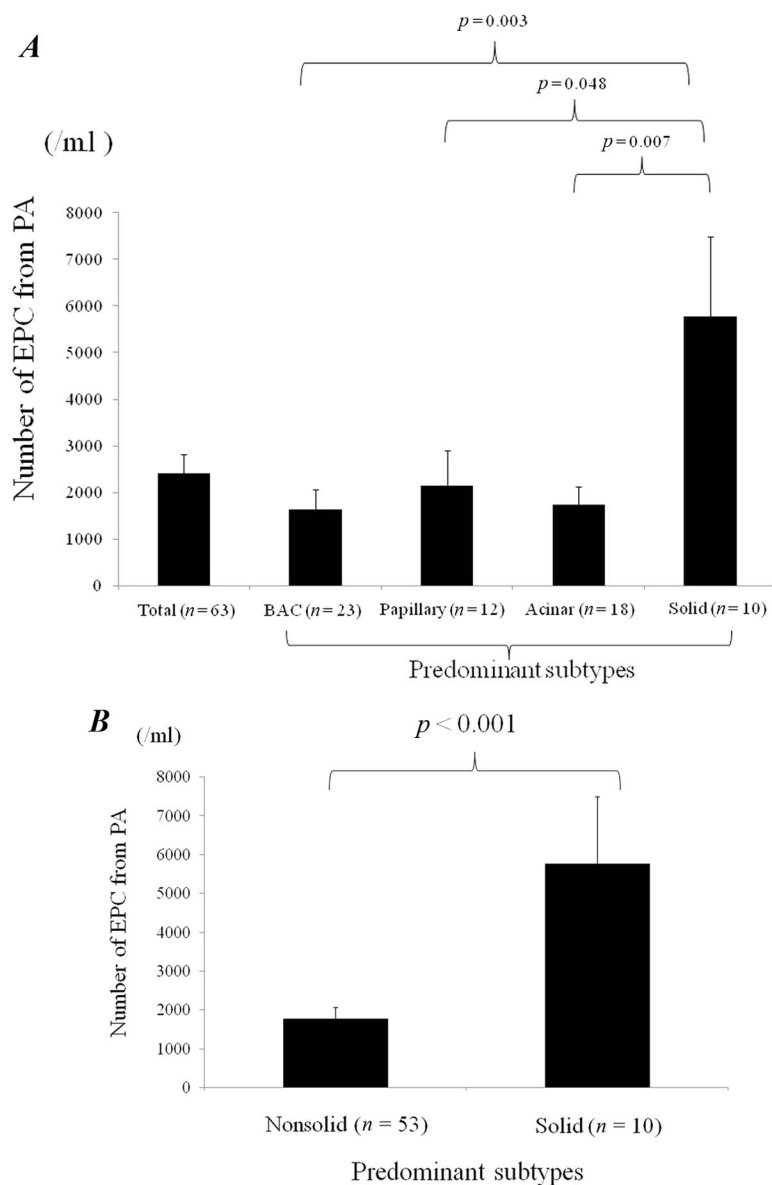 p=0.003
A
p=0.048
(/ml)
p=0.007
Number of EPC from PA
8000
7000
6000
5000
4000
3000
2000
1000
0
Total (n=63) BAC (n=23) Papillary (n=12) Acinar (n=18) Solid (n=10)
Predominant subtypes
B (/ml)
p < 0.001
Number of EPC from PA
8000
7000
6000
5000
4000
3000
2000
1000
0
Nonsolid (n = 53) Solid (n = 10)
Predominant subtypes